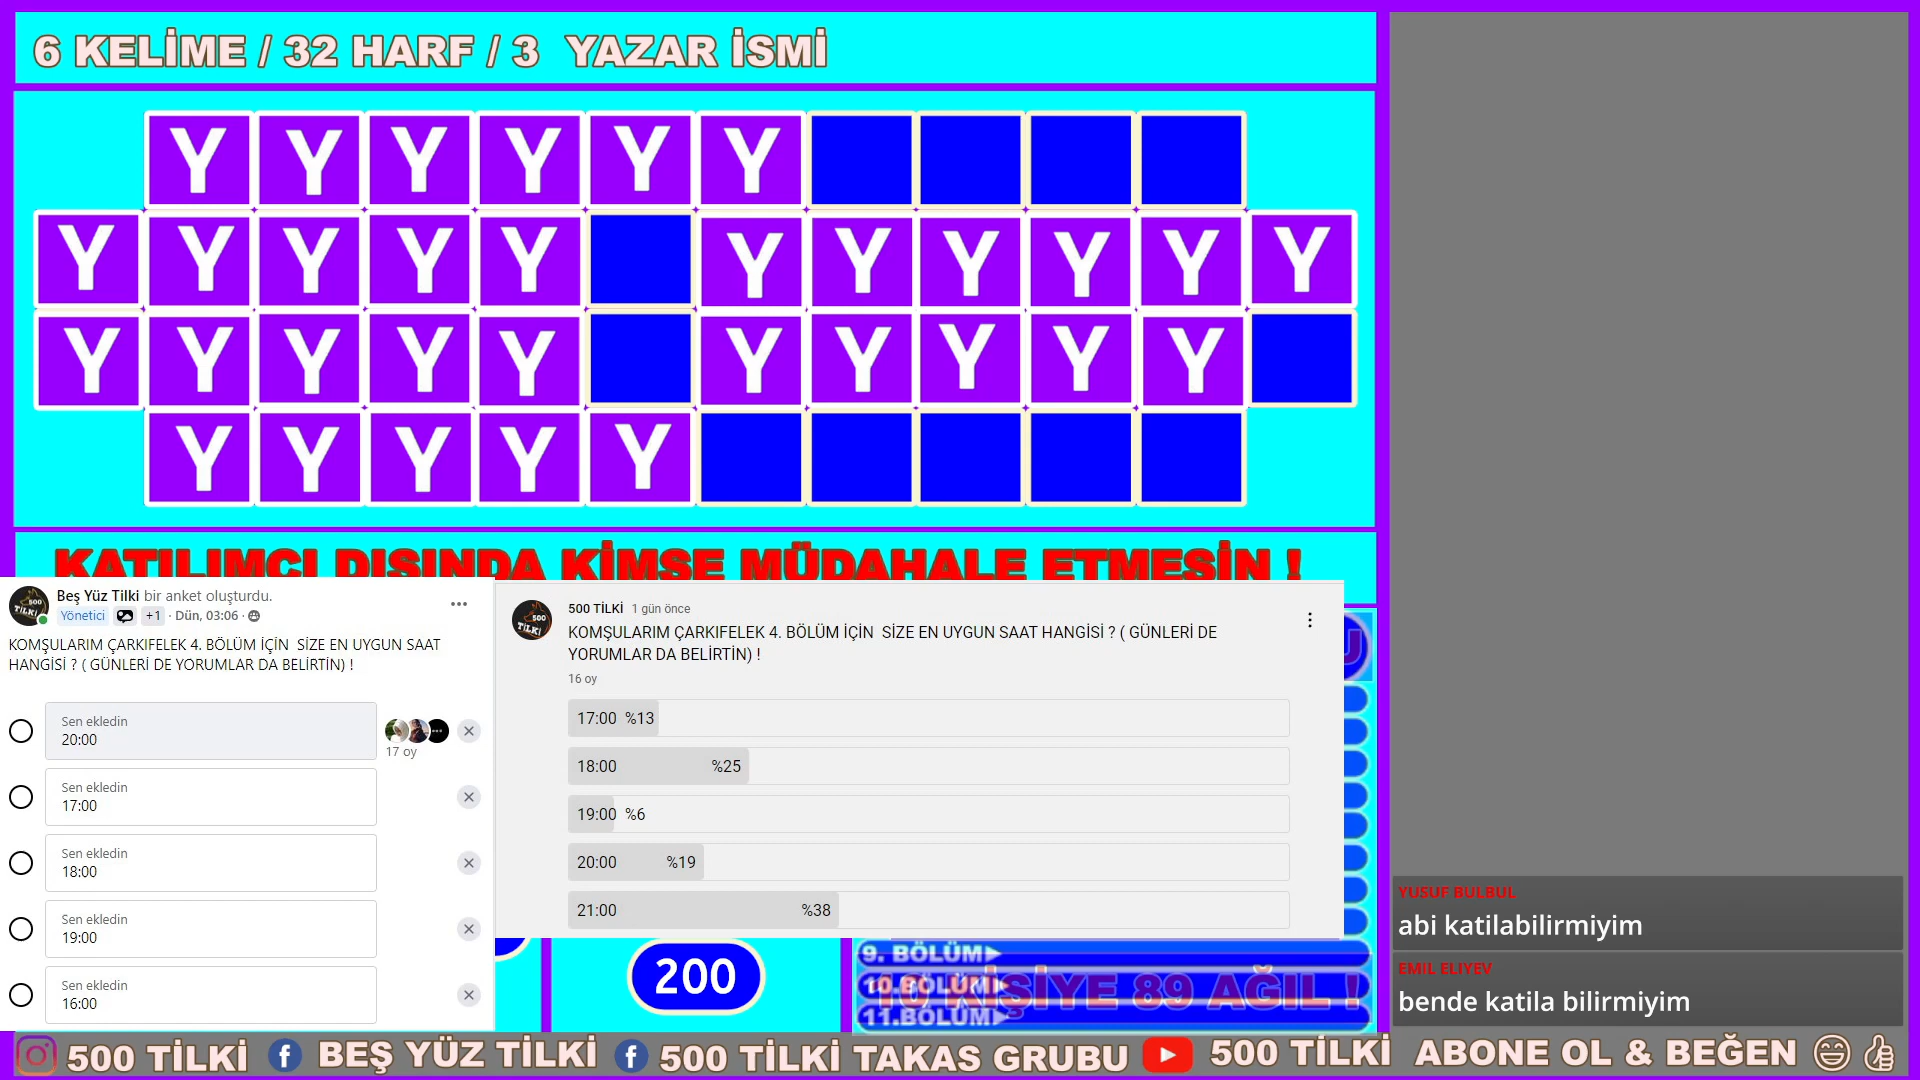 6 KELİME / 32 HARF / 3 YAZAR İSMİ
Y Y Y Y Y Y
Y Y Y Y Y Y Y Y Y Y Y
Y Y Y Y Y Y Y Y Y Y
Y Y Y Y Y
KATILIMCI DIŞINDA KİMSE MÜDAHALE ETMESİN !
Beş Yüz Tilki bir anket oluşturdu.
Yönetici +1 · Dün, 03:06 ·
KOMŞULARIM ÇARKIFELEK 4. BÖLÜM İÇİN SİZE EN UYGUN SAAT
HANGİSİ ? ( GÜNLERİ DE YORUMLAR DA BELİRTİN) !
Sen ekledin
20:00
17 oy
Sen ekledin
17:00
Sen ekledin
18:00
Sen ekledin
19:00
Sen ekledin
16:00
500 TİLKİ 1 gün önce
KOMŞULARIM ÇARKIFELEK 4. BÖLÜM İÇİN SİZE EN UYGUN SAAT HANGİSİ ? ( GÜNLERİ DE
YORUMLAR DA BELİRTİN) !
16 oy
17:00 %13
18:00 %25
19:00 %6
20:00 %19
21:00 %38
200
9. BÖLÜM
10.BÖLÜM
10 KİŞİYE 89 AĞIL !
11.BÖLÜM
YUSUF BULBUL
abi katilabilirmiyim
EMIL ELIYEV
bende katila bilirmiyim
500 TİLKİ BEŞ YÜZ TİLKİ 500 TİLKİ TAKAS GRUBU 500 TİLKİ ABONE OL & BEĞEN